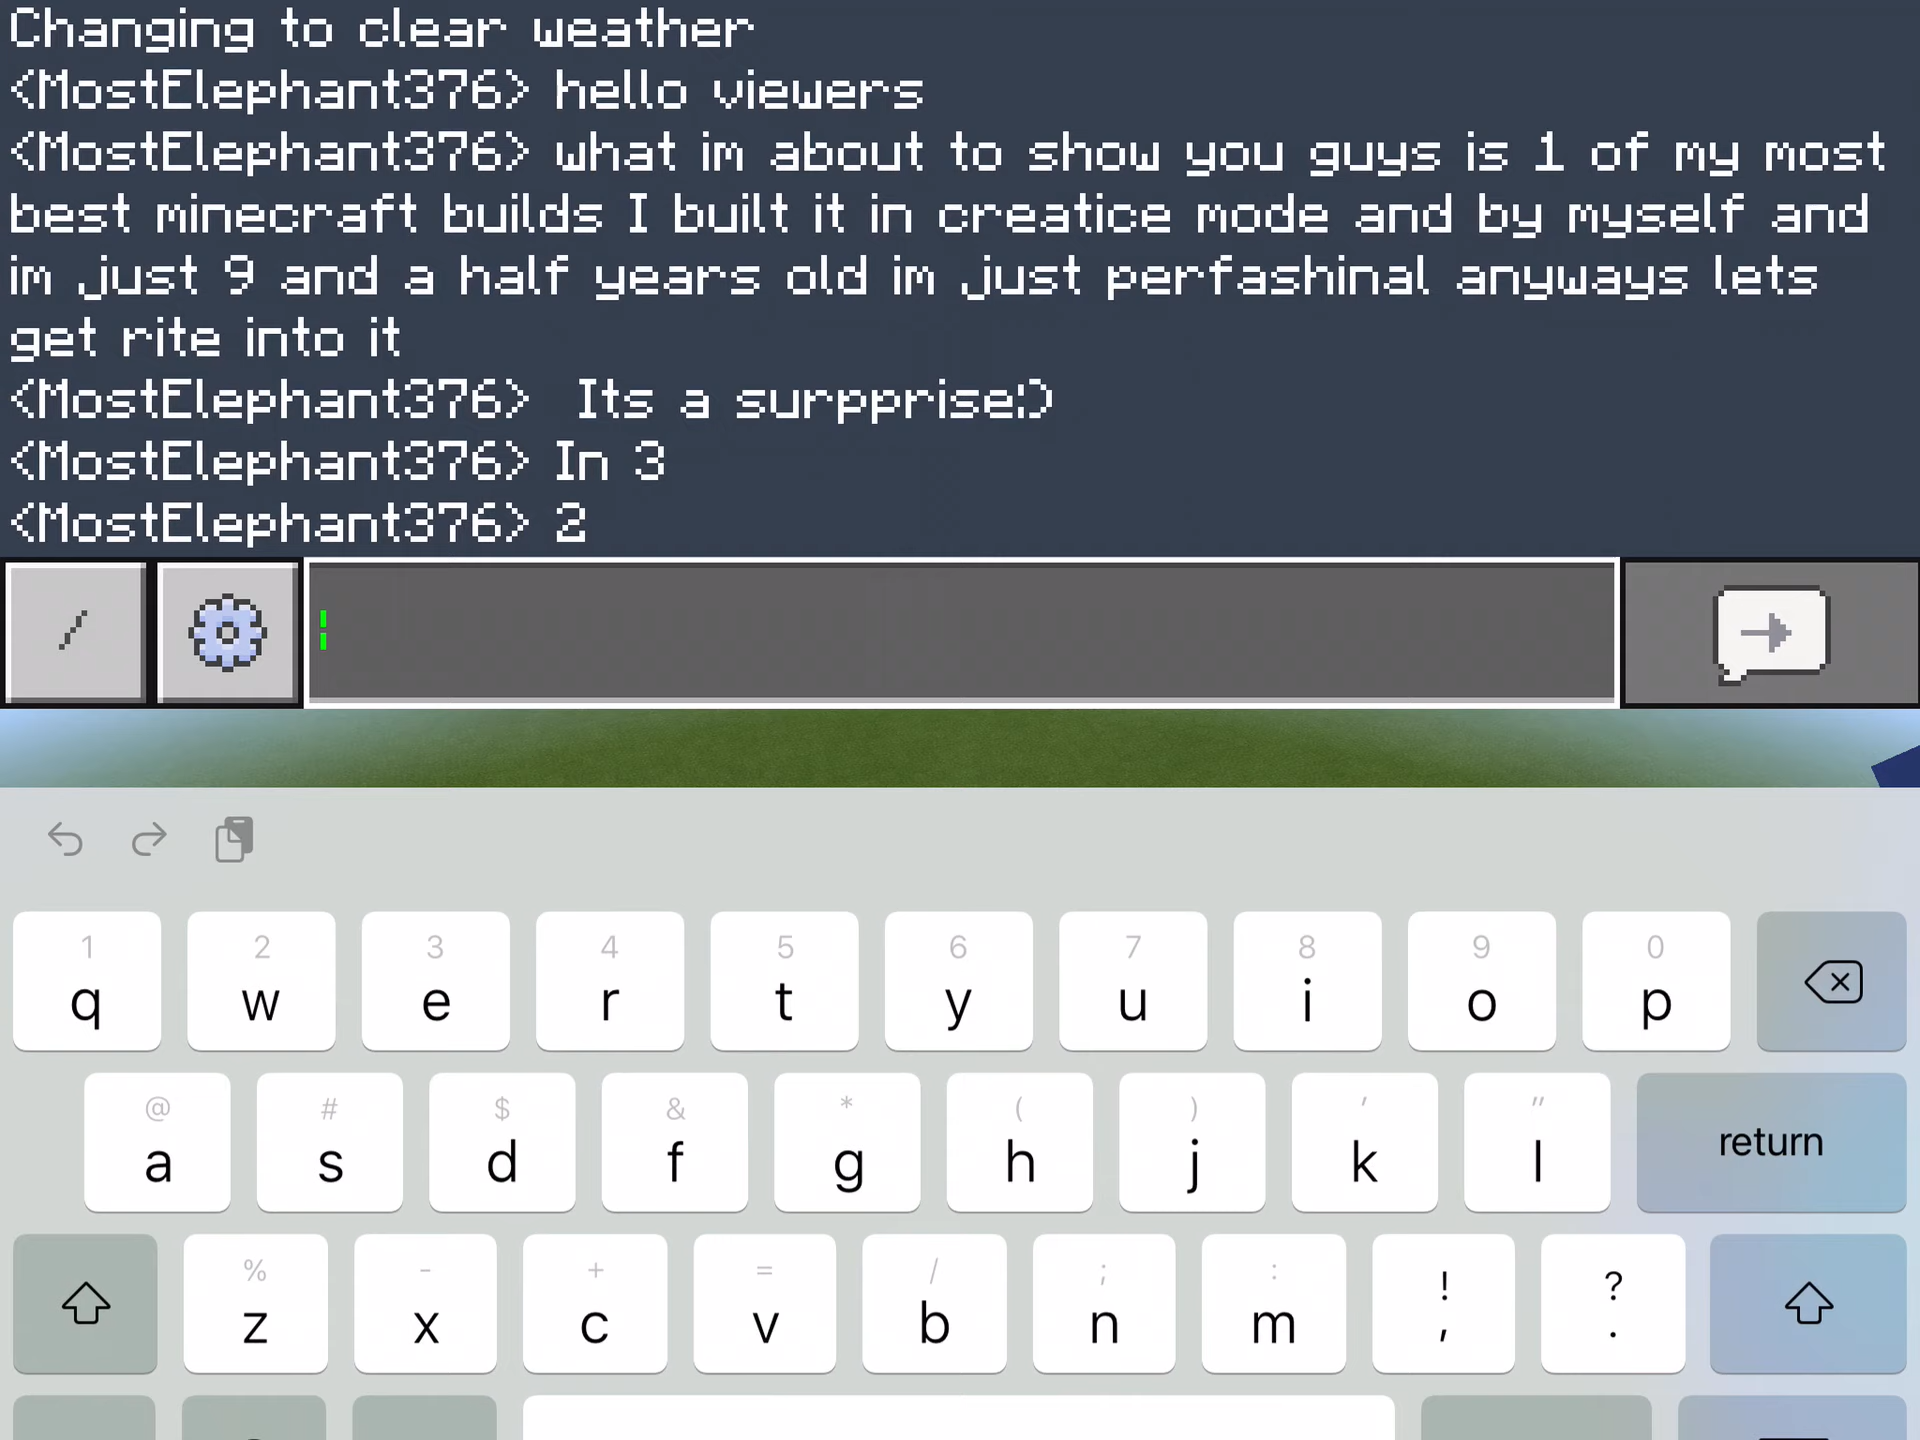 Changing to clear weather
<MostElephant376> hello viewers
<MostElephant376> what im about to show you guys is 1 of my most
best minecraft builds I built it in creatice mode and by myself and
im just 9 and a half years old im just perfashinal anyways lets
get rite into it
<MostElephant376>  Its a surpprise!:)
<MostElephant376> In 3
<MostElephant376> 2
/
1 2 3 4 5 6 7 8 9 0
q w e r t y u i o p
@ # $ & * ( ) ' "
a s d f g h j k l return
% - + = / ; : ! ?
z x c v b n m , .